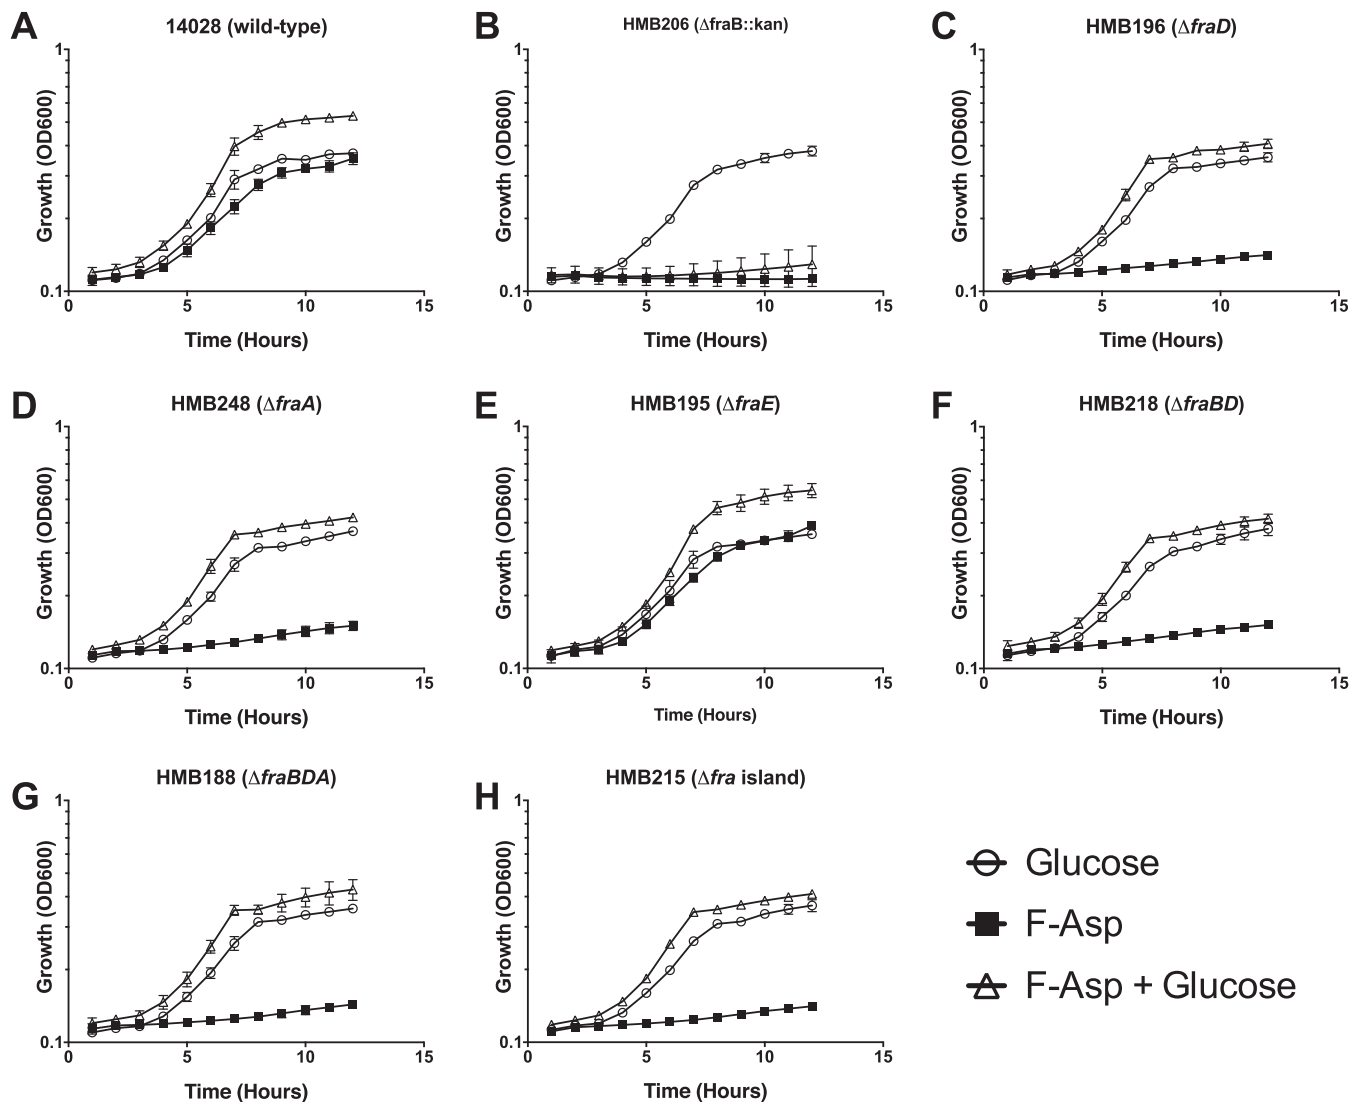 A
14028 (wild-type)
1
Growth (OD600)
0.1
0
5
10
15
Time (Hours)
B
HMB206 (ΔfraB::kan)
1
Growth (OD600)
0.1
0
5
10
15
Time (Hours)
C
HMB196 (ΔfraD)
1
Growth (OD600)
0.1
0
5
10
15
Time (Hours)
D
HMB248 (ΔfraA)
1
Growth (OD600)
0.1
0
5
10
15
Time (Hours)
E
HMB195 (ΔfraE)
1
Growth (OD600)
0.1
0
5
10
15
Time (Hours)
F
HMB218 (ΔfraBD)
1
Growth (OD600)
0.1
0
5
10
15
Time (Hours)
G
HMB188 (ΔfraBDA)
1
Growth (OD600)
0.1
0
5
10
15
Time (Hours)
H
HMB215 (Δfra island)
1
Growth (OD600)
0.1
0
5
10
15
Time (Hours)
Glucose
F-Asp
F-Asp + Glucose